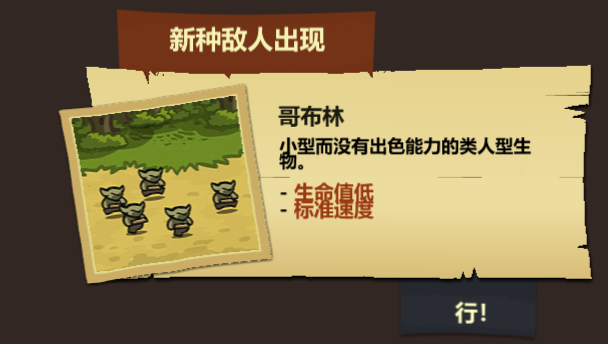 新种敌人出现
哥布林
小型而没有出色能力的类人型生
物。
- 生命值低
- 标准速度
行!